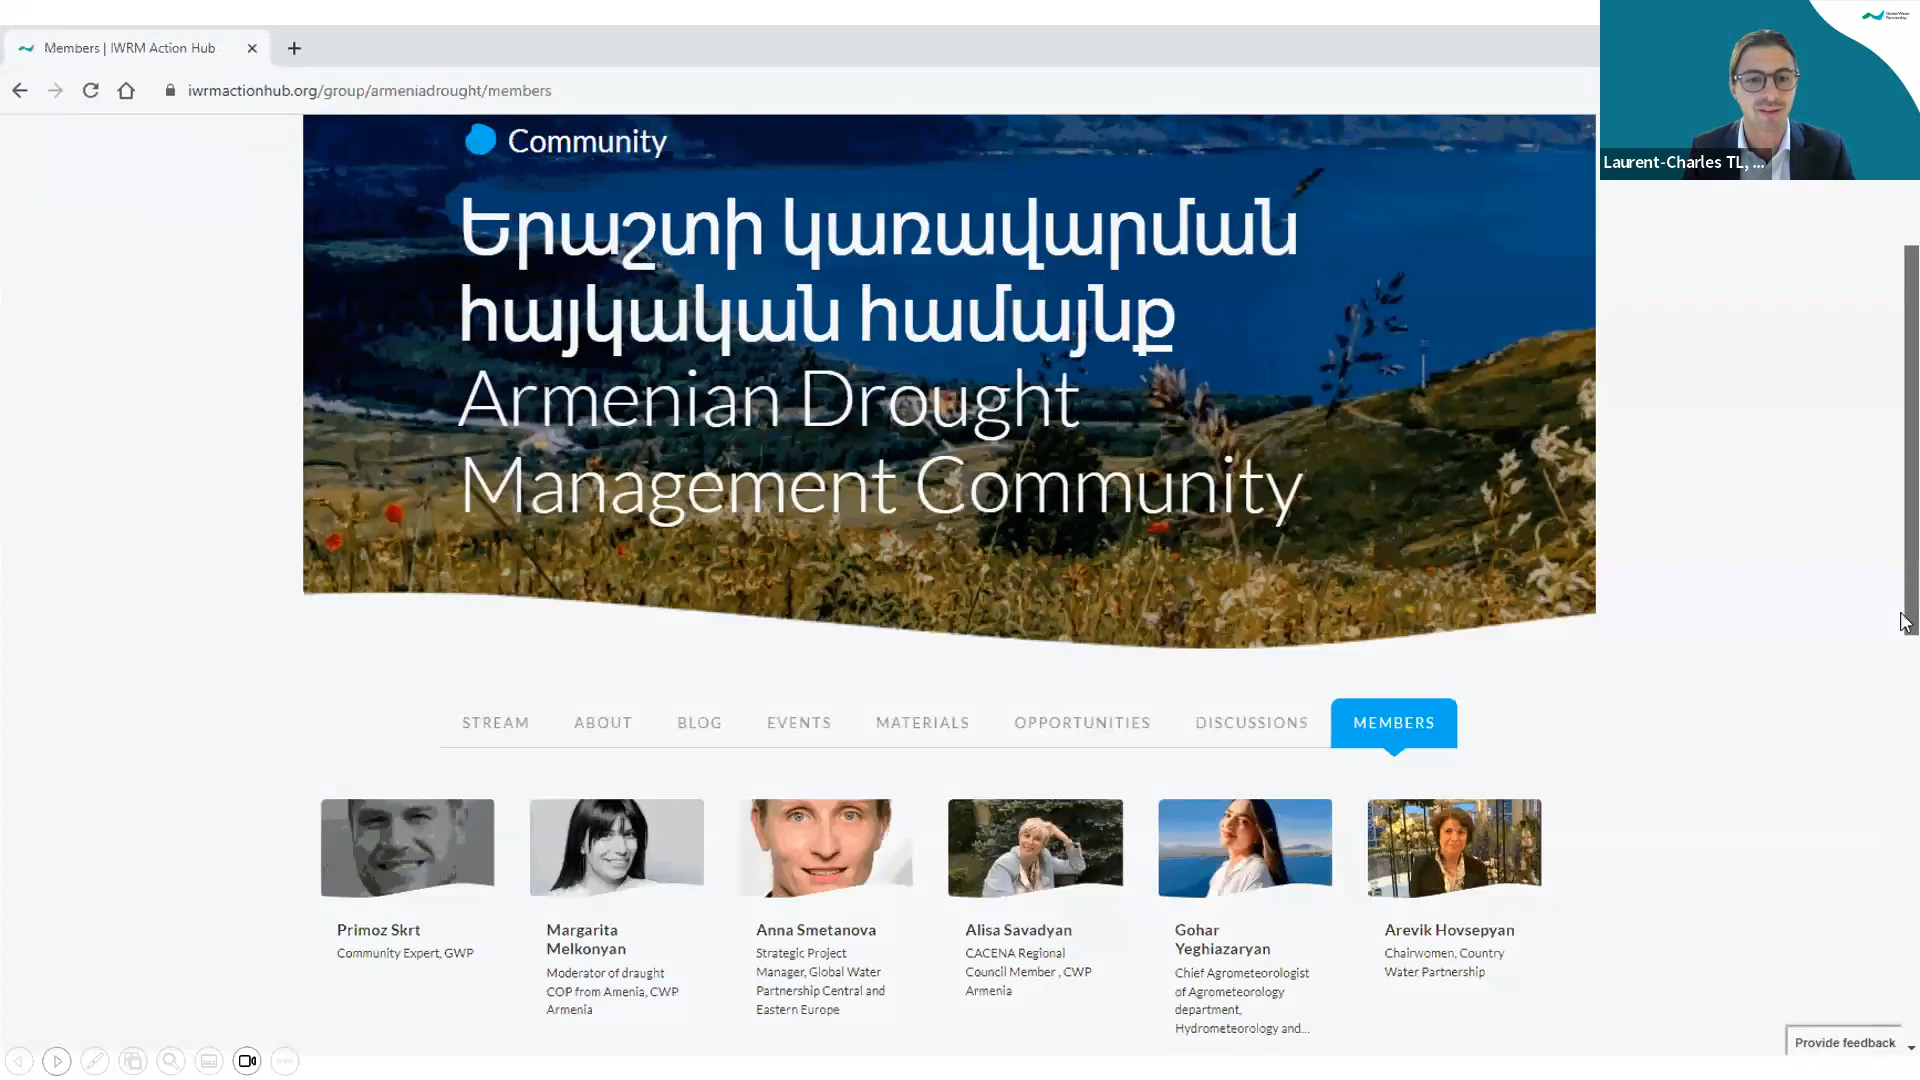 Members | IWRM Action Hub
iwrmactionhub.org/group/armeniadrought/members
Laurent-Charles TL, ...
Community
Երաշտի կառավարման
հայկական համայնք
Armenian Drought
Management Community
STREAM
ABOUT
BLOG
EVENTS
MATERIALS
OPPORTUNITIES
DISCUSSIONS
MEMBERS
Primoz Skrt
Community Expert, GWP
Margarita
Melkonyan
Moderator of draught
COP from Amenia, CWP
Armenia
Anna Smetanova
Strategic Project
Manager, Global Water
Partnership Central and
Eastern Europe
Alisa Savadyan
CACENA Regional
Council Member , CWP
Armenia
Gohar
Yeghiazaryan
Chief Agrometeorologist
of Agrometeorology
department,
Hydrometeorology and...
Arevik Hovsepyan
Chairwomen, Country
Water Partnership
Provide feedback